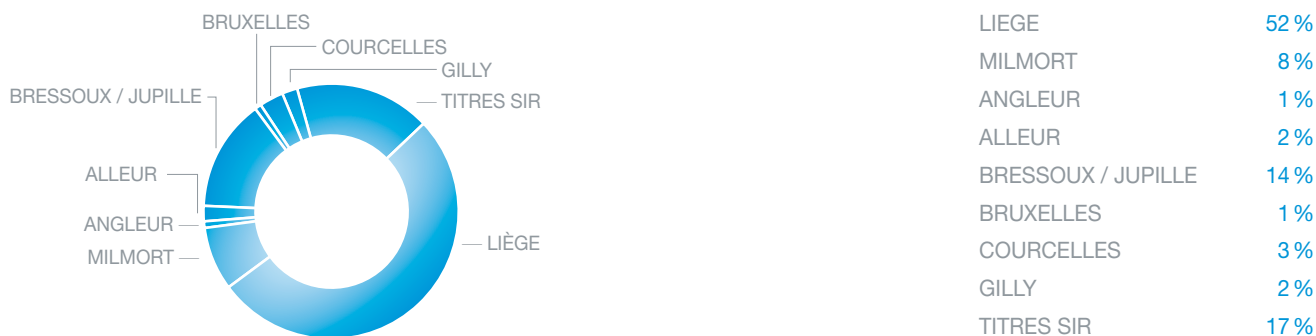 BRUXELLES
COURCELLES
GILLY
TITRES SIR
BRESSOUX / JUPILLE
ALLEUR
ANGLEUR
MILMORT
LIÈGE
LIEGE 52 %
MILMORT 8 %
ANGLEUR 1 %
ALLEUR 2 %
BRESSOUX / JUPILLE 14 %
BRUXELLES 1 %
COURCELLES 3 %
GILLY 2 %
TITRES SIR 17 %